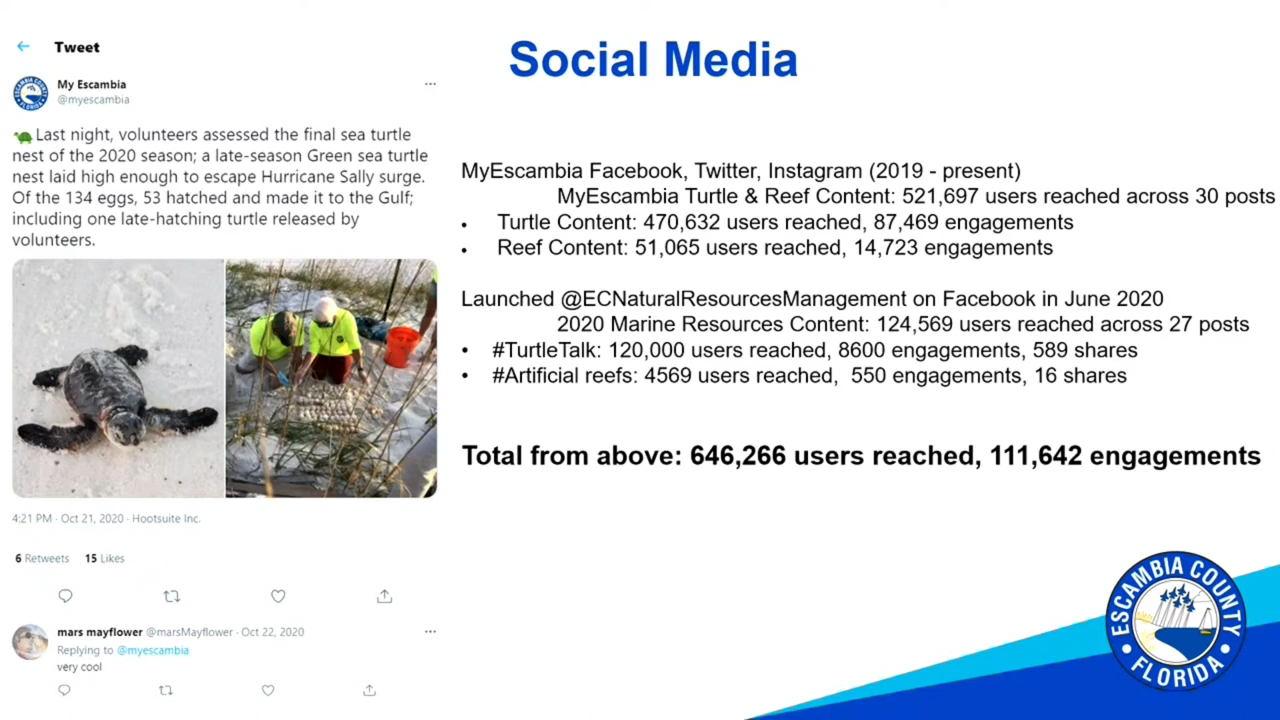 Tweet
My Escambia
@myescambia
Last night, volunteers assessed the final sea turtle
nest of the 2020 season; a late-season Green sea turtle
nest laid high enough to escape Hurricane Sally surge.
Of the 134 eggs, 53 hatched and made it to the Gulf;
including one late-hatching turtle released by
volunteers.
4:21 PM · Oct 21, 2020 · Hootsuite Inc.
6 Retweets 15 Likes
mars mayflower @marsMayflower · Oct 22, 2020
Replying to @myescambia
very cool
Social Media
MyEscambia Facebook, Twitter, Instagram (2019 - present)
MyEscambia Turtle & Reef Content: 521,697 users reached across 30 posts
• Turtle Content: 470,632 users reached, 87,469 engagements
• Reef Content: 51,065 users reached, 14,723 engagements
Launched @ECNaturalResourcesManagement on Facebook in June 2020
2020 Marine Resources Content: 124,569 users reached across 27 posts
• #TurtleTalk: 120,000 users reached, 8600 engagements, 589 shares
• #Artificial reefs: 4569 users reached, 550 engagements, 16 shares
Total from above: 646,266 users reached, 111,642 engagements
ESCAMBIA COUNTY
FLORIDA